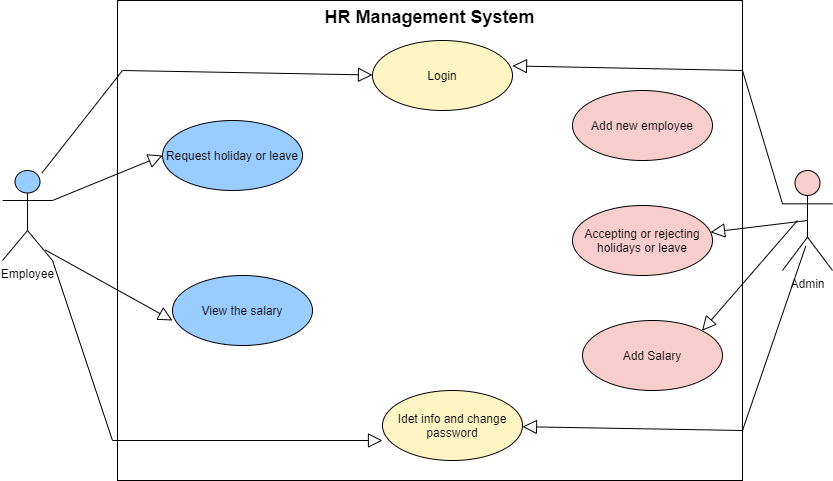 HR Management System
Login
Add new employee
Request holiday or leave
Accepting or rejecting
holidays or leave
Employee
Admin
View the salary
Add Salary
Idet info and change
password